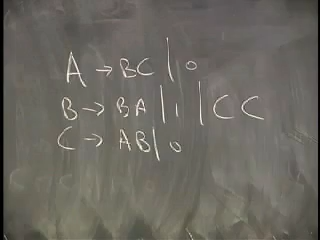 A → BC | 0
B → BA | 1 | CC
C → AB | 0